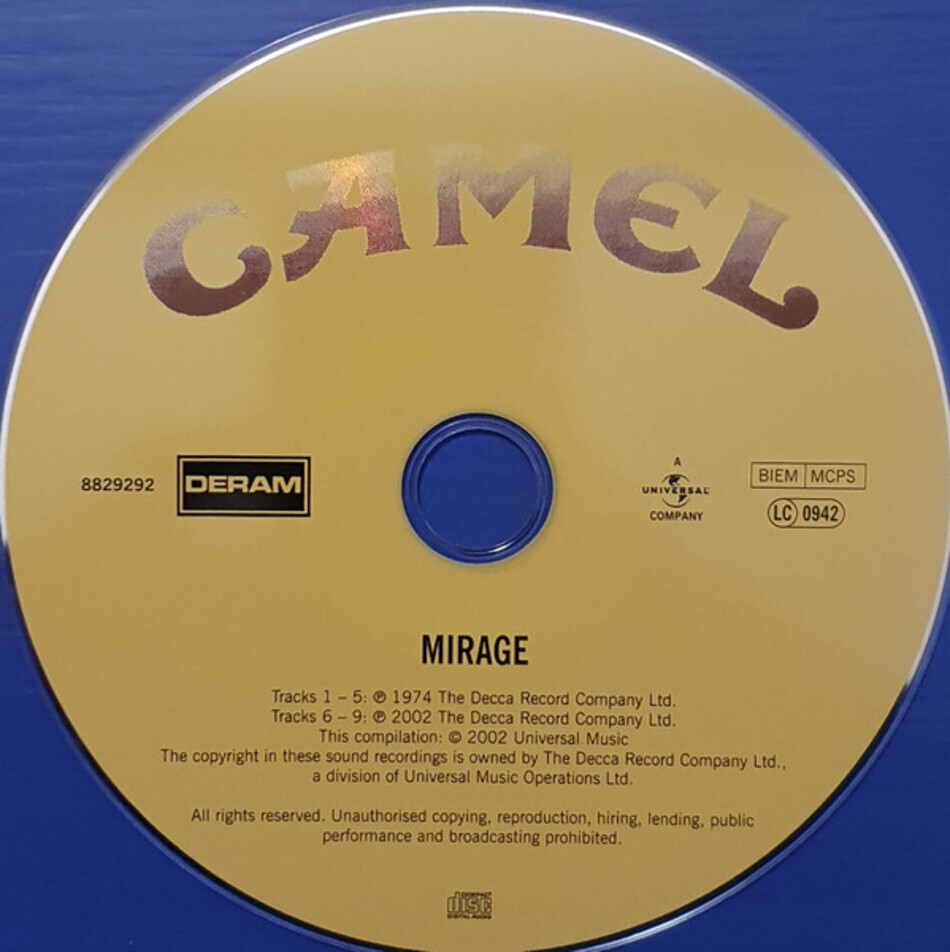 CAMEL
8829292
DERAM
A
UNIVERSAL
COMPANY
BIEM MCPS
LC 0942
MIRAGE
Tracks 1 – 5: ℗ 1974 The Decca Record Company Ltd.
Tracks 6 – 9: ℗ 2002 The Decca Record Company Ltd.
This compilation: © 2002 Universal Music
The copyright in these sound recordings is owned by The Decca Record Company Ltd.,
a division of Universal Music Operations Ltd.
All rights reserved. Unauthorised copying, reproduction, hiring, lending, public
performance and broadcasting prohibited.
COMPACT
disc
DIGITAL AUDIO